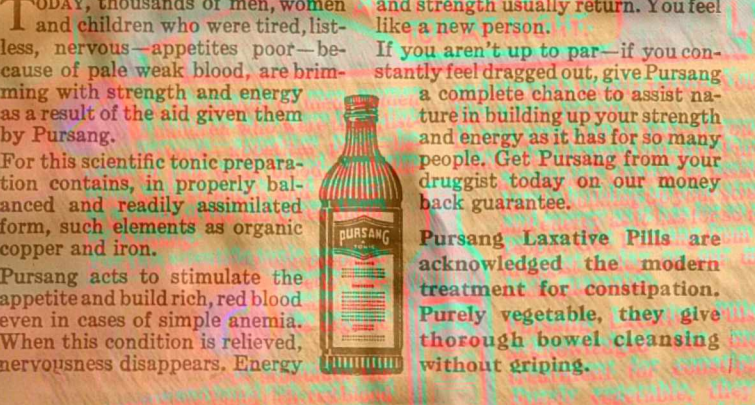 TODAY, thousands of men, women
and children who were tired, list-
less, nervous—appetites poor—be-
cause of pale weak blood, are brim-
ming with strength and energy
as a result of the aid given them
by Pursang.
For this scientific tonic prepara-
tion contains, in properly bal-
anced and readily assimilated
form, such elements as organic
copper and iron.
Pursang acts to stimulate the
appetite and build rich, red blood
even in cases of simple anemia.
When this condition is relieved,
nervousness disappears. Energy
PURSANG
TONIC
and strength usually return. You feel
like a new person.
If you aren't up to par—if you con-
stantly feel dragged out, give Pursang
a complete chance to assist na-
ture in building up your strength
and energy as it has for so many
people. Get Pursang from your
druggist today on our money
back guarantee.
Pursang Laxative Pills are
acknowledged the modern
treatment for constipation.
Purely vegetable, they give
thorough bowel cleansing
without griping.